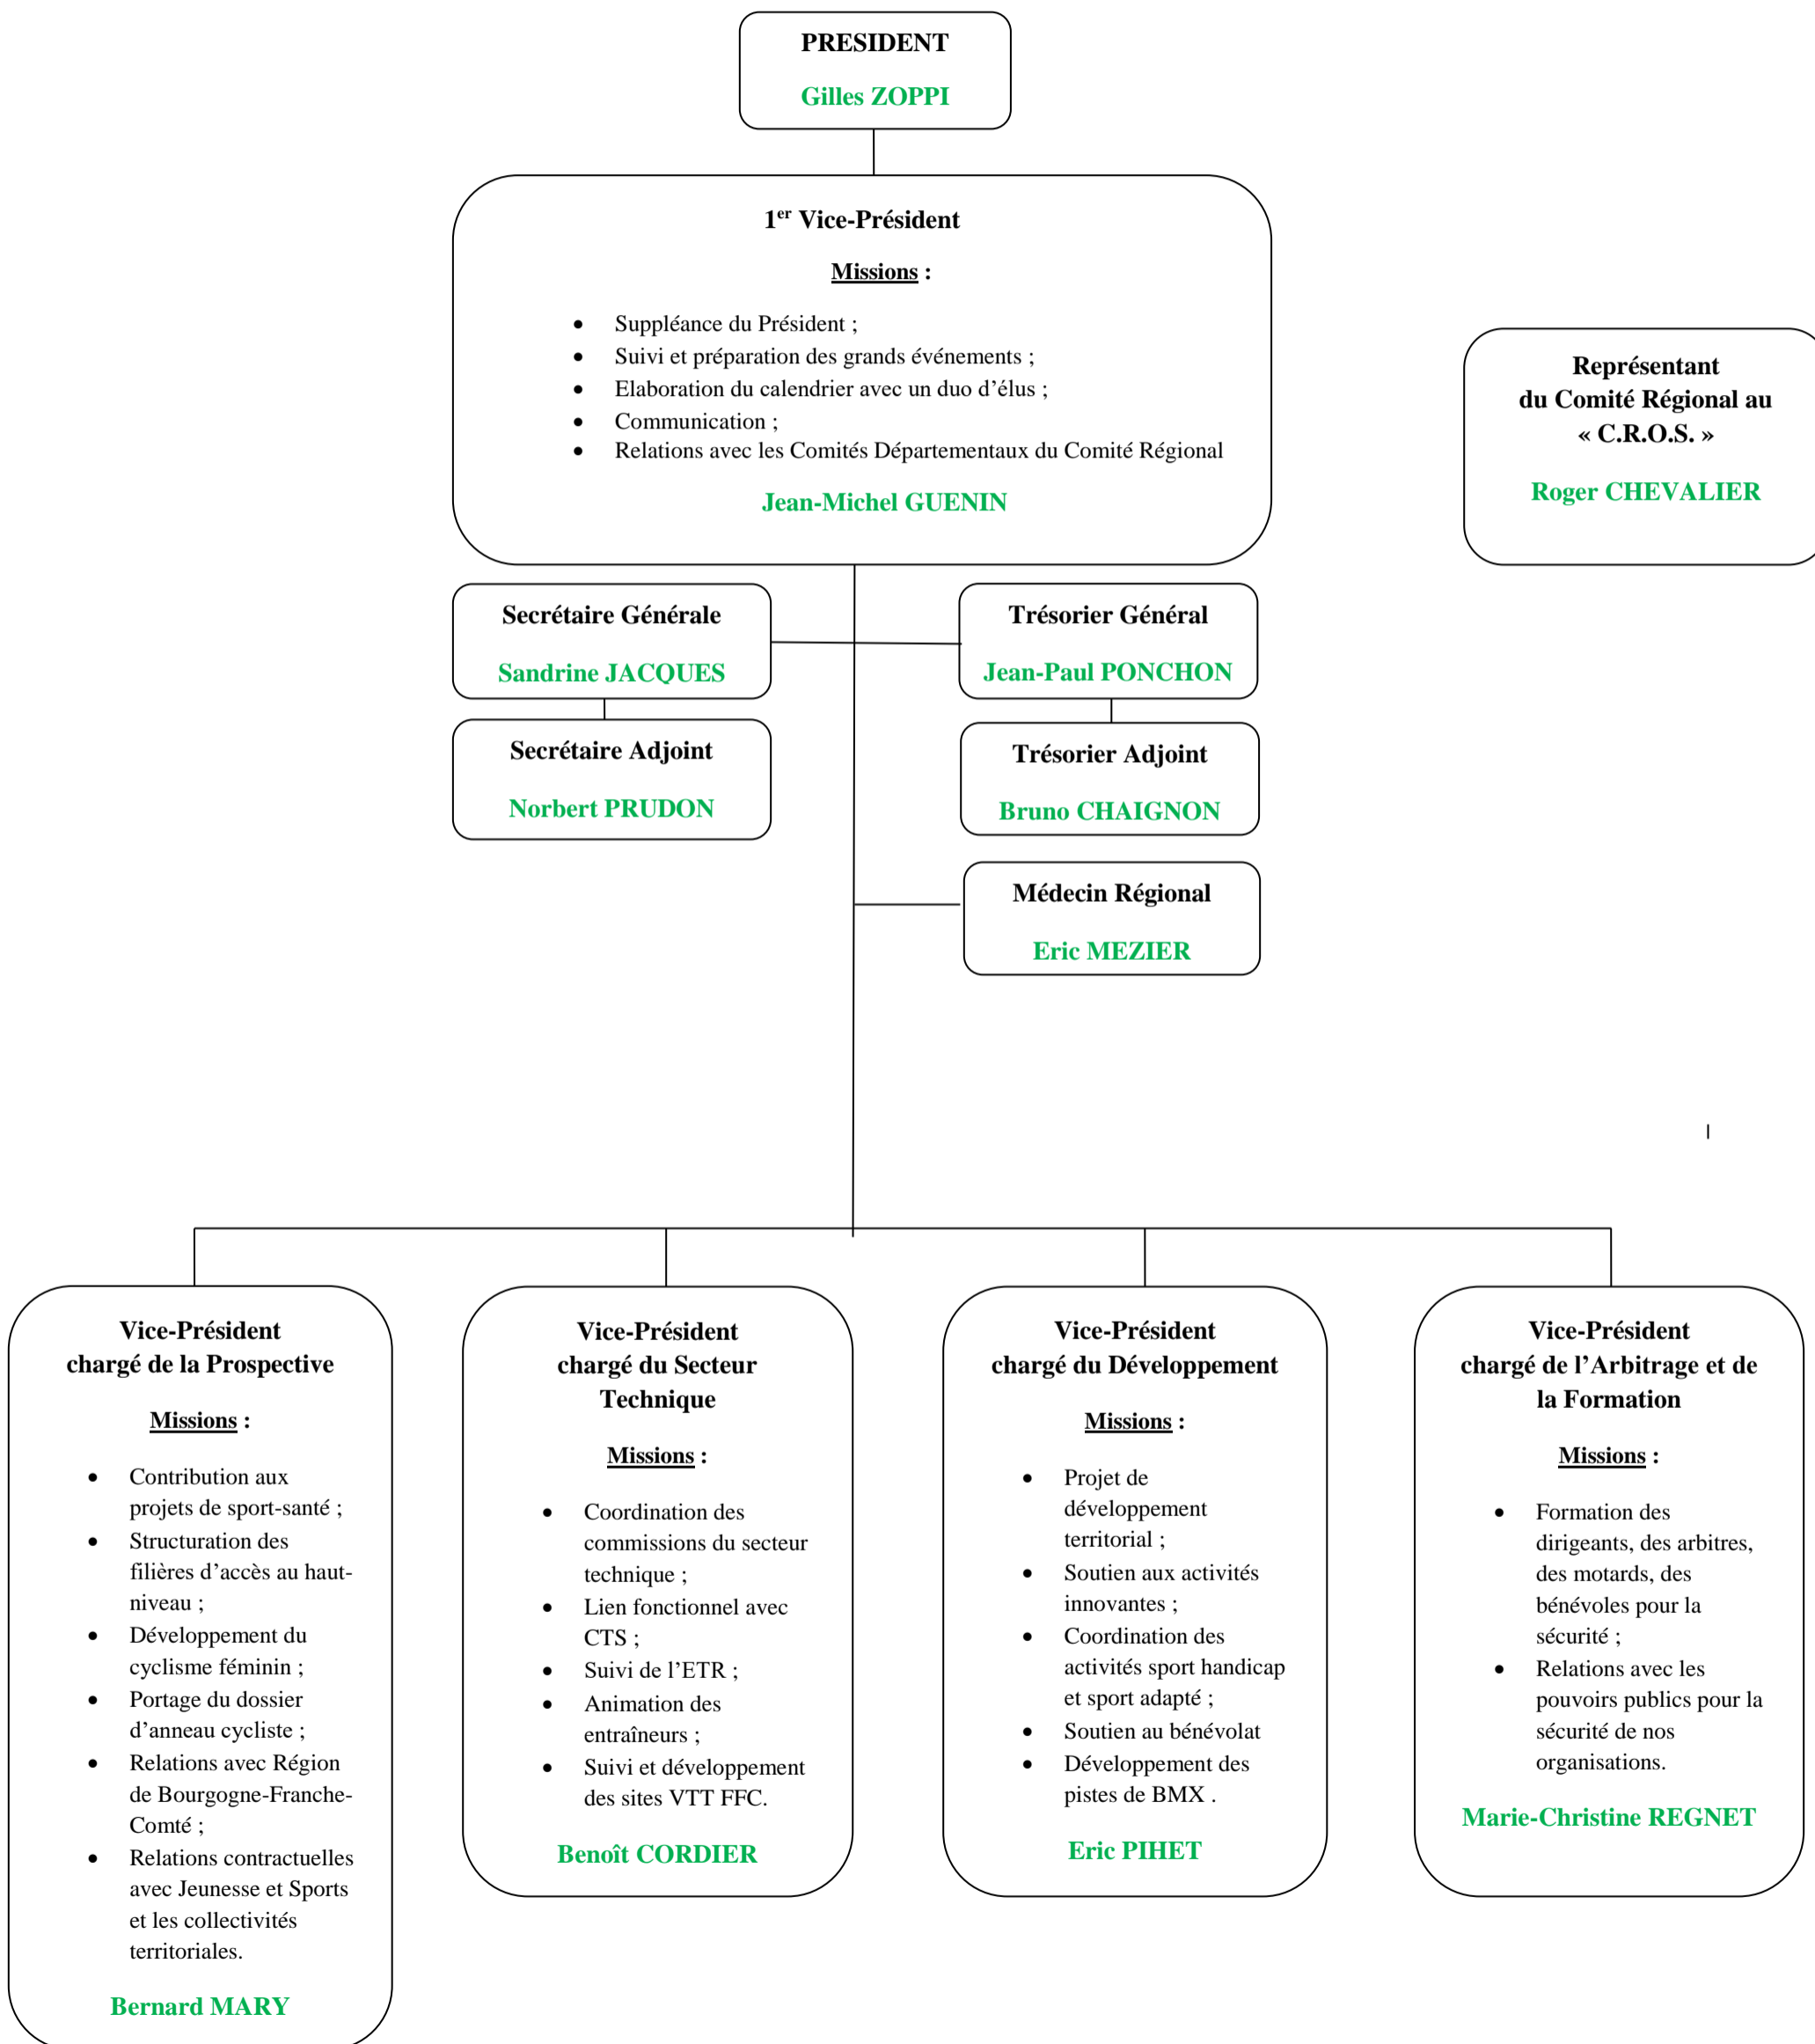 PRESIDENT
Gilles ZOPPI
1er Vice-Président
Missions :
• Suppléance du Président ;
• Suivi et préparation des grands événements ;
• Elaboration du calendrier avec un duo d’élus ;
• Communication ;
• Relations avec les Comités Départementaux du Comité Régional
Jean-Michel GUENIN
Représentant
du Comité Régional au
« C.R.O.S. »
Roger CHEVALIER
Secrétaire Générale
Sandrine JACQUES
Trésorier Général
Jean-Paul PONCHON
Secrétaire Adjoint
Norbert PRUDON
Trésorier Adjoint
Bruno CHAIGNON
Médecin Régional
Eric MEZIER
Vice-Président
chargé de la Prospective
Missions :
• Contribution aux
projets de sport-santé ;
• Structuration des
filières d’accès au haut-
niveau ;
• Développement du
cyclisme féminin ;
• Portage du dossier
d’anneau cycliste ;
• Relations avec Région
de Bourgogne-Franche-
Comté ;
• Relations contractuelles
avec Jeunesse et Sports
et les collectivités
territoriales.
Bernard MARY
Vice-Président
chargé du Secteur
Technique
Missions :
• Coordination des
commissions du secteur
technique ;
• Lien fonctionnel avec
CTS ;
• Suivi de l’ETR ;
• Animation des
entraîneurs ;
• Suivi et développement
des sites VTT FFC.
Benoît CORDIER
Vice-Président
chargé du Développement
Missions :
• Projet de
développement
territorial ;
• Soutien aux activités
innovantes ;
• Coordination des
activités sport handicap
et sport adapté ;
• Soutien au bénévolat
• Développement des
pistes de BMX .
Eric PIHET
Vice-Président
chargé de l’Arbitrage et de
la Formation
Missions :
• Formation des
dirigeants, des arbitres,
des motards, des
bénévoles pour la
sécurité ;
• Relations avec les
pouvoirs publics pour la
sécurité de nos
organisations.
Marie-Christine REGNET